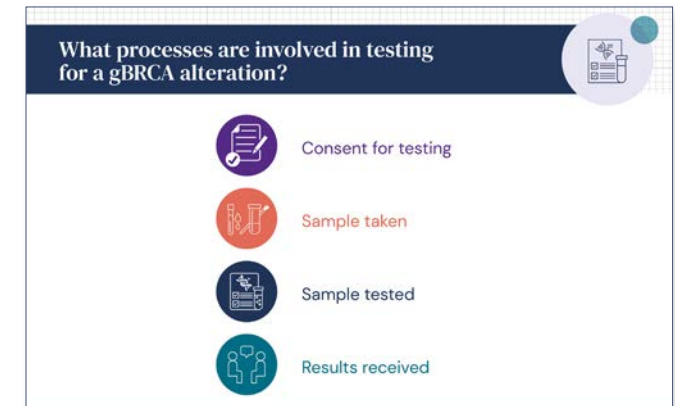 What processes are involved in testing
for a gBRCA alteration?
Consent for testing
Sample taken
Sample tested
Results received